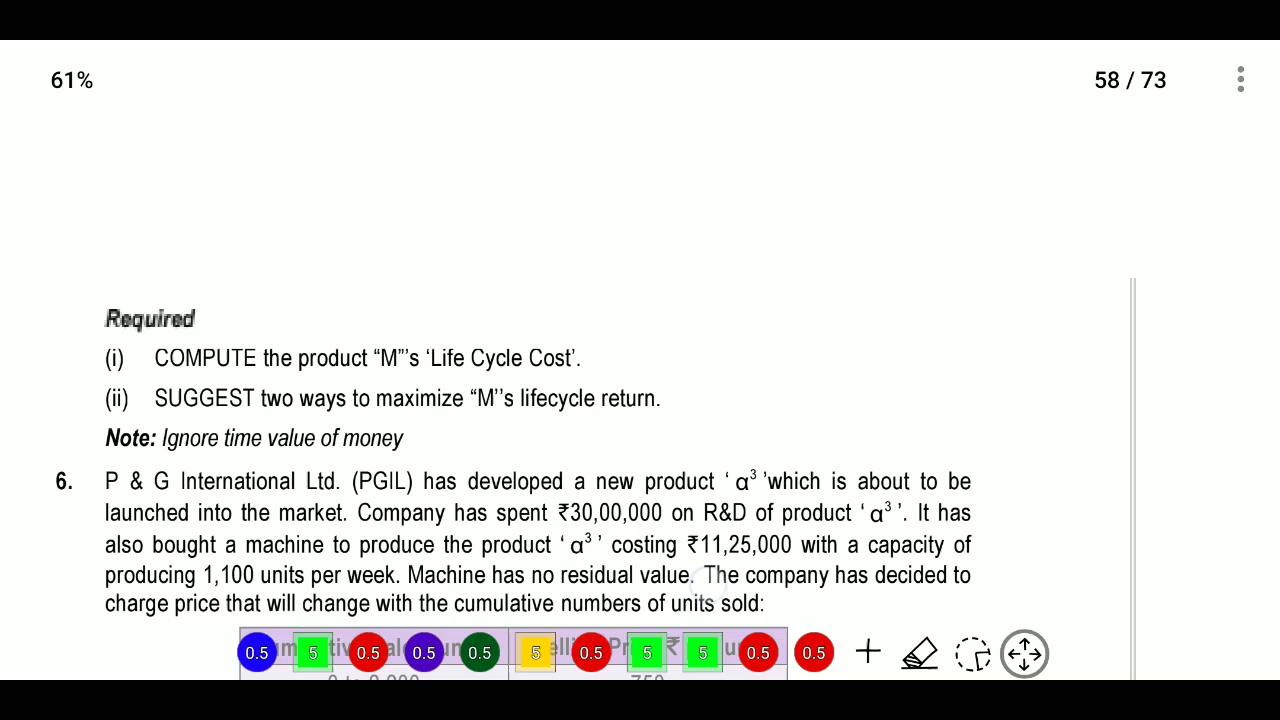 61%
58 / 73
Required
(i) COMPUTE the product “M”’s ‘Life Cycle Cost’.
(ii) SUGGEST two ways to maximize “M’’s lifecycle return.
Note: Ignore time value of money
6. P & G International Ltd. (PGIL) has developed a new product ‘ α³ ’which is about to be
launched into the market. Company has spent ₹30,00,000 on R&D of product ‘ α³ ’. It has
also bought a machine to produce the product ‘ α³ ’ costing ₹11,25,000 with a capacity of
producing 1,100 units per week. Machine has no residual value. The company has decided to
charge price that will change with the cumulative numbers of units sold:
0.5 5 0.5 0.5 0.5 5 0.5 5 5 0.5 0.5